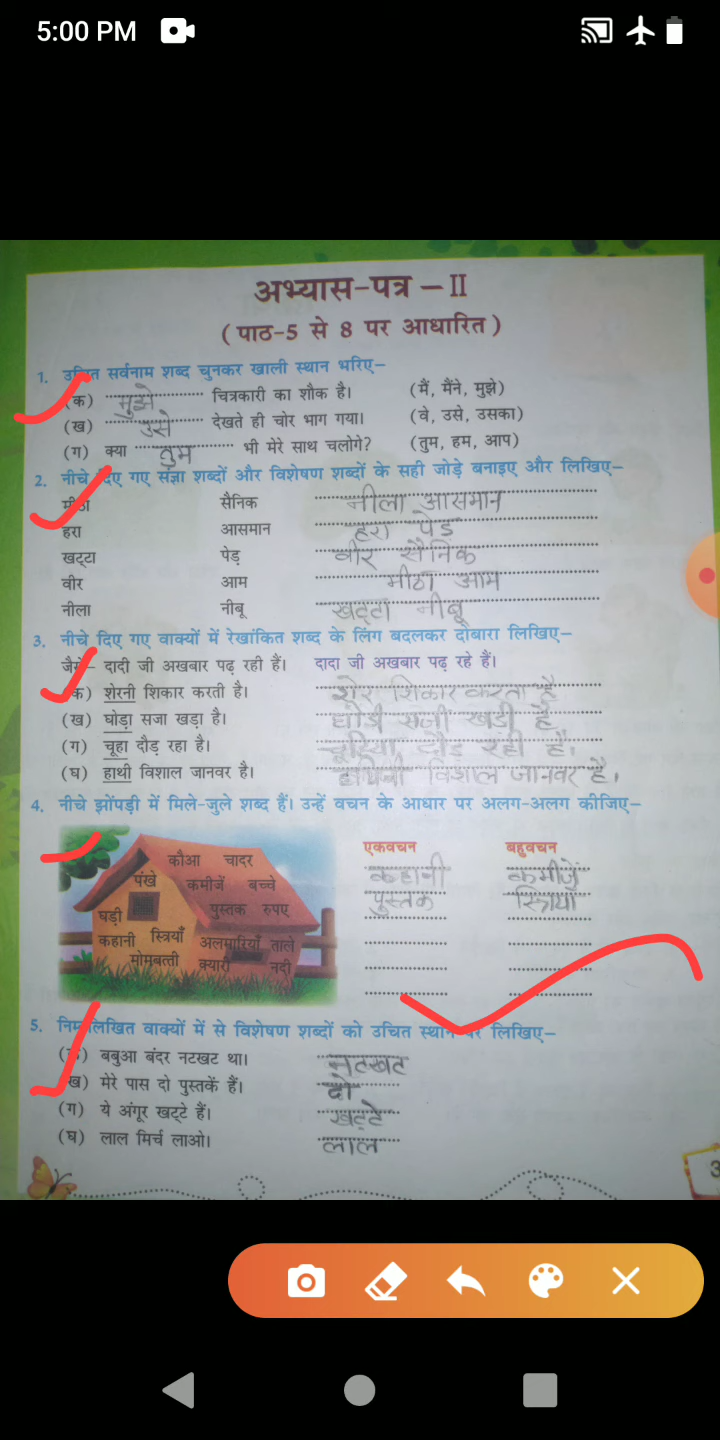 5:00 PM
अभ्यास-पत्र – II
( पाठ-5 से 8 पर आधारित )
1. उचित सर्वनाम शब्द चुनकर खाली स्थान भरिए–
(क) मुझे चित्रकारी का शौक है। (मैं, मैंने, मुझे)
(ख) उसे देखते ही चोर भाग गया। (वे, उसे, उसका)
(ग) क्या तुम भी मेरे साथ चलोगे? (तुम, हम, आप)
2. नीचे दिए गए संज्ञा शब्दों और विशेषण शब्दों के सही जोड़े बनाइए और लिखिए–
मीठा सैनिक नीला आसमान
हरा आसमान हरा पेड़
खट्टा पेड़ वीर सैनिक
वीर आम मीठा आम
नीला नीबू खट्टा नीबू
3. नीचे दिए गए वाक्यों में रेखांकित शब्द के लिंग बदलकर दोबारा लिखिए–
जैसे– दादी जी अखबार पढ़ रही हैं। दादा जी अखबार पढ़ रहे हैं।
(क) शेरनी शिकार करती है। शेर शिकार करता है
(ख) घोड़ा सजा खड़ा है। घोड़ी सजी खड़ी है
(ग) चूहा दौड़ रहा है। चूहिया दौड़ रही है।
(घ) हाथी विशाल जानवर है। हथिनी विशाल जानवर है।
4. नीचे झोंपड़ी में मिले-जुले शब्द हैं। उन्हें वचन के आधार पर अलग-अलग कीजिए–
एकवचन बहुवचन
कौआ चादर
पंखे कमीजें बच्चे
घड़ी पुस्तक रुपए
कहानी स्त्रियाँ अलमारियाँ ताले
मोमबत्ती क्यारी नदी
कहानी कमीजें
पुस्तक स्त्रियाँ
5. निम्नलिखित वाक्यों में से विशेषण शब्दों को उचित स्थान पर लिखिए–
(क) बबुआ बंदर नटखट था। नटखट
(ख) मेरे पास दो पुस्तकें हैं। दो
(ग) ये अंगूर खट्टे हैं। खट्टे
(घ) लाल मिर्च लाओ। लाल
3